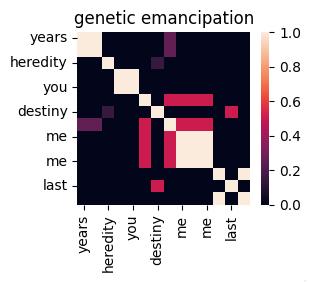 genetic emancipation
years
heredity
you
destiny
me
me
last
1.0
0.8
0.6
0.4
0.2
0.0
years
heredity
you
destiny
me
me
last